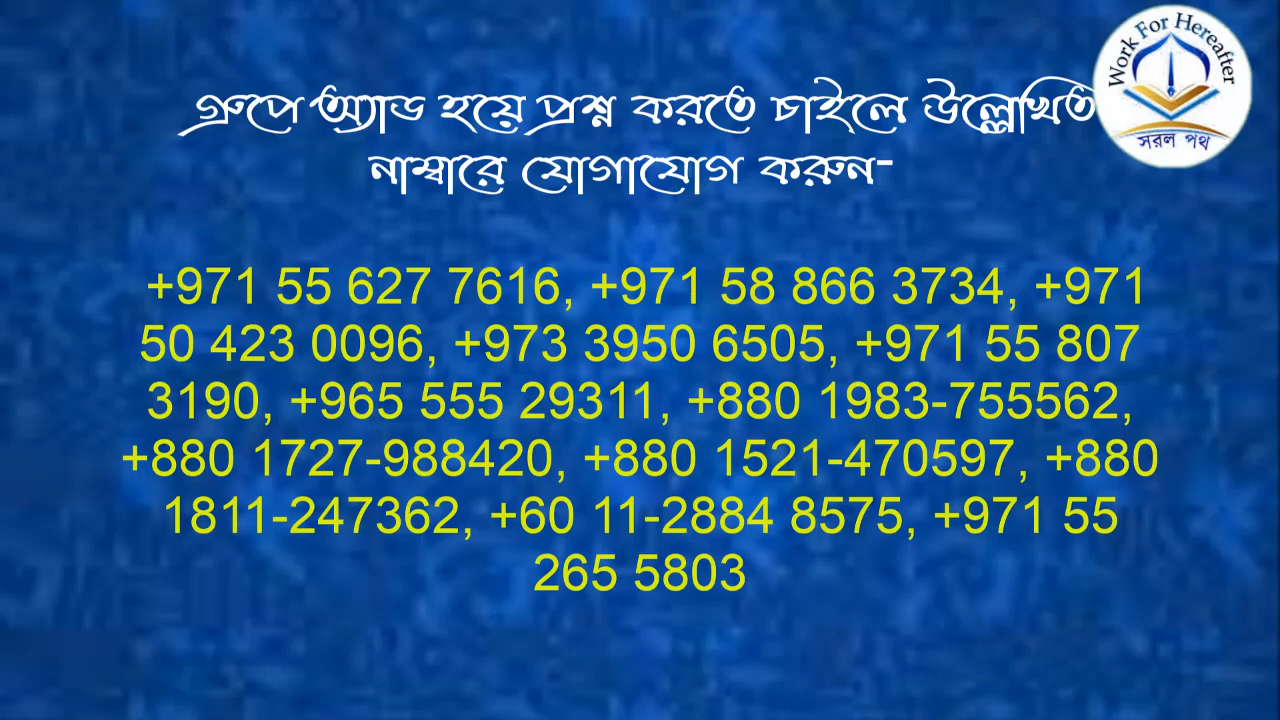 Work For Hereafter
সরল পথ
গ্রুপে অ্যাড হয়ে প্রশ্ন করতে চাইলে উল্লেখিত
নাম্বারে যোগাযোগ করুন-
+971 55 627 7616, +971 58 866 3734, +971
50 423 0096, +973 3950 6505, +971 55 807
3190, +965 555 29311, +880 1983-755562,
+880 1727-988420, +880 1521-470597, +880
1811-247362, +60 11-2884 8575, +971 55
265 5803